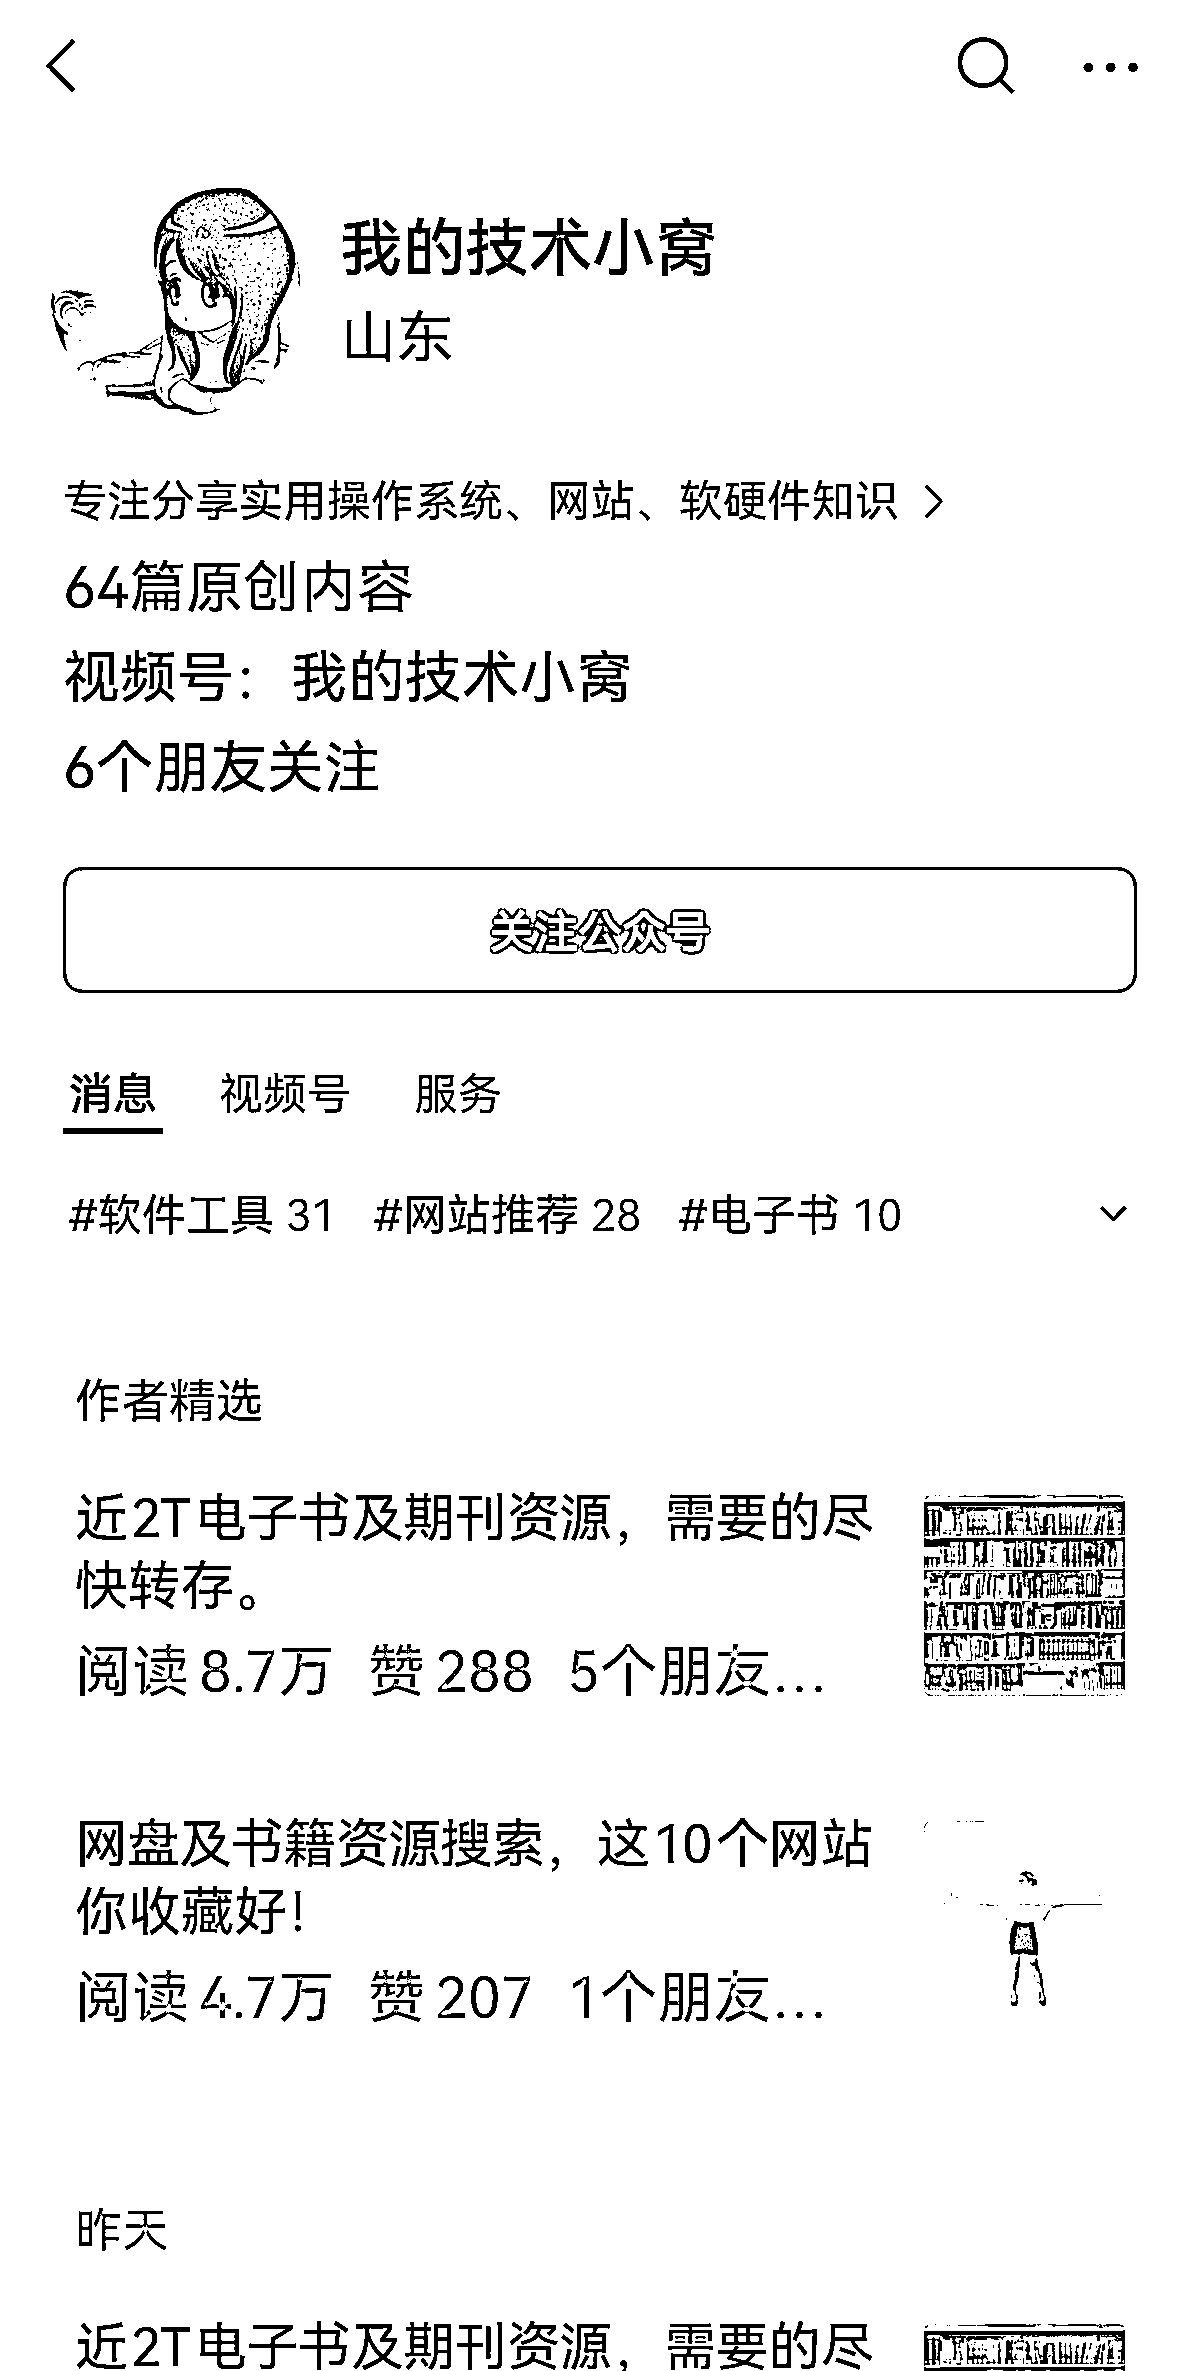 我的技术小窝
山东
专注分享实用操作系统、网站、软硬件知识
64篇原创内容
视频号：我的技术小窝
6个朋友关注
关注公众号
消息 视频号 服务
#软件工具 31 #网站推荐 28 #电子书 10
作者精选
近2T电子书及期刊资源，需要的尽
快转存。
阅读 8.7万 赞 288 5个朋友...
网盘及书籍资源搜索，这10个网站
你收藏好！
阅读 4.7万 赞 207 1个朋友...
昨天
近2T电子书及期刊资源，需要的尽